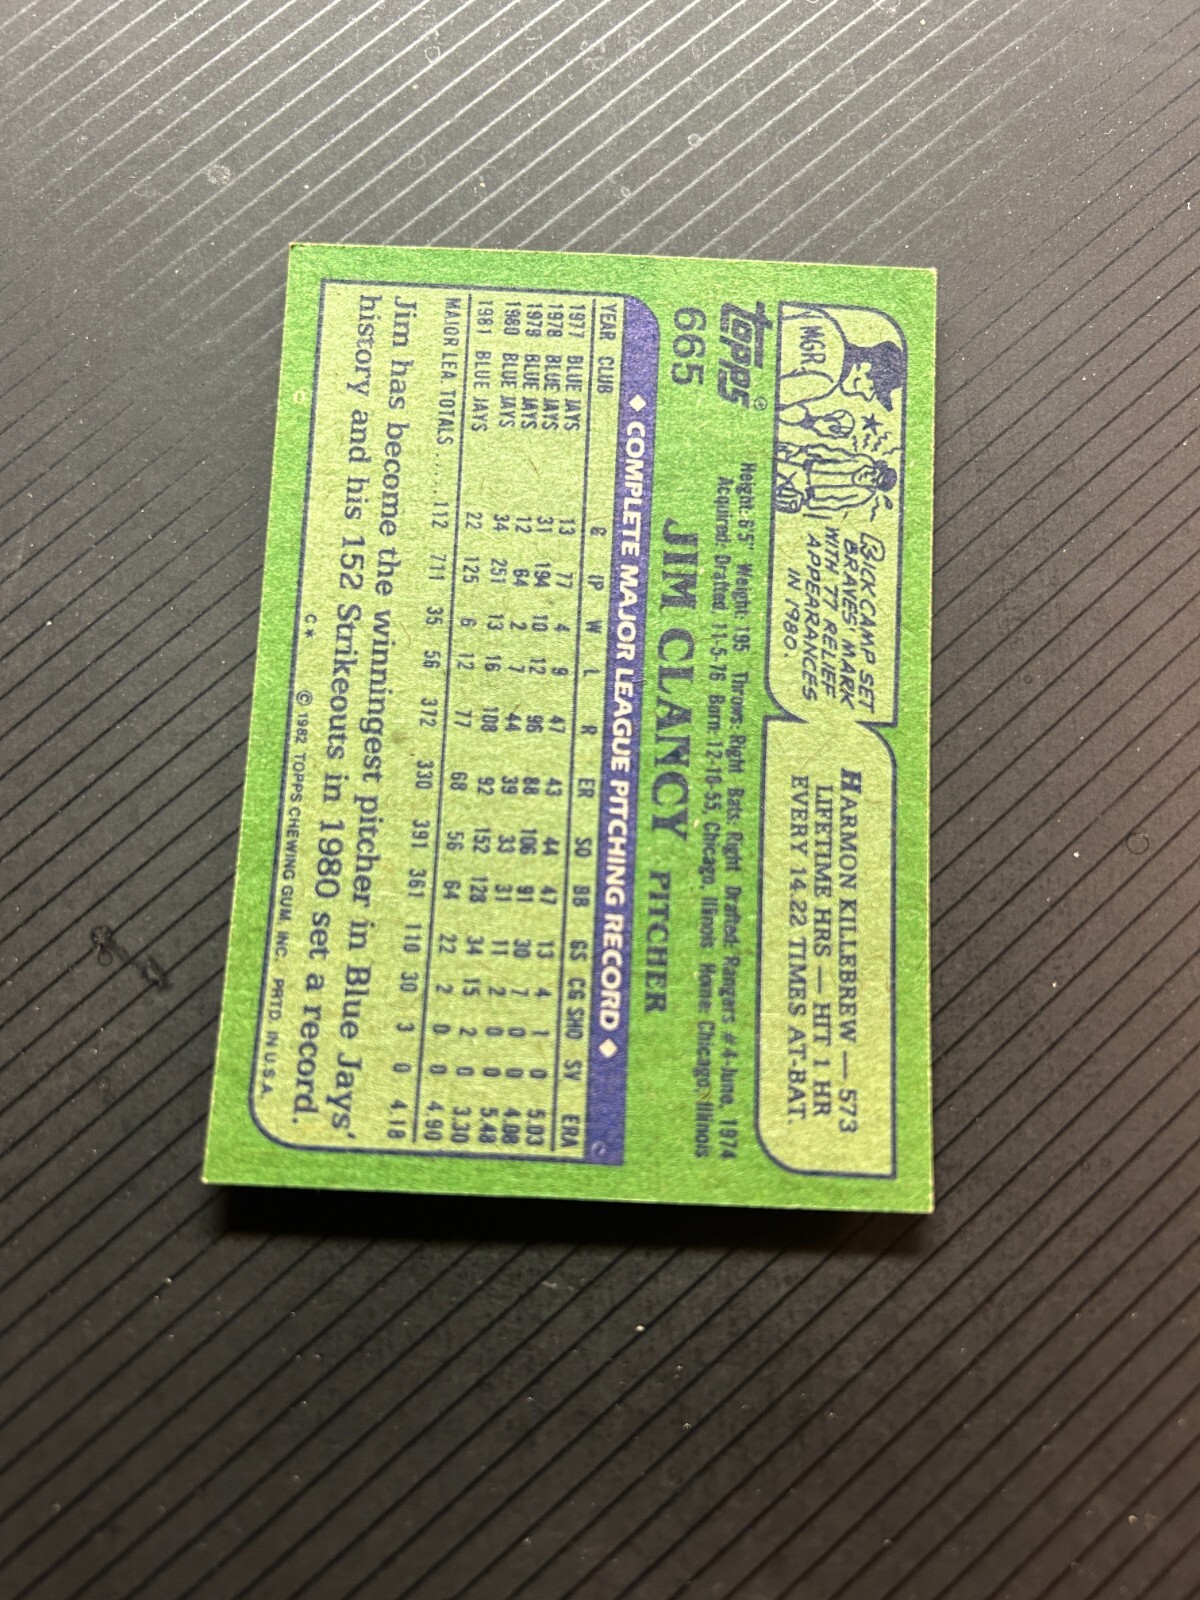 MGR
RICK CAMP SET
BRAVES' MARK
WITH 77 RELIEF
APPEARANCES
IN 1980.
HARMON KILLEBREW — 573
LIFETIME HRS — HIT 1 HR
EVERY 14.22 TIMES AT-BAT.
topps®
665
Height: 6'5" Weight: 195 Throws: Right Bats: Right Drafted: Rangers #4-June, 1974
Acquired: Drafted 11-5-76 Born: 12-18-55, Chicago, Illinois Home: Chicago, Illinois
JIM CLANCY PITCHER
◆ COMPLETE MAJOR LEAGUE PITCHING RECORD ◆
YEAR CLUB G IP W L R ER SO BB GS CG SHO SV ERA
1977 BLUE JAYS 13 77 4 9 47 43 44 47 13 4 1 0 5.03
1978 BLUE JAYS 31 194 10 12 96 88 106 91 30 7 0 0 4.08
1979 BLUE JAYS 12 64 2 7 44 39 33 31 11 2 0 0 5.48
1980 BLUE JAYS 34 251 13 16 108 92 152 128 34 15 2 0 3.30
1981 BLUE JAYS 22 125 6 12 77 68 56 64 22 2 0 0 4.90
MAJOR LEA. TOTALS......112 711 35 56 372 330 391 361 110 30 3 0 4.18
Jim has become the winningest pitcher in Blue Jays'
history and his 152 Strikeouts in 1980 set a record.
C* © 1982 TOPPS CHEWING GUM, INC. PRTD. IN U.S.A.